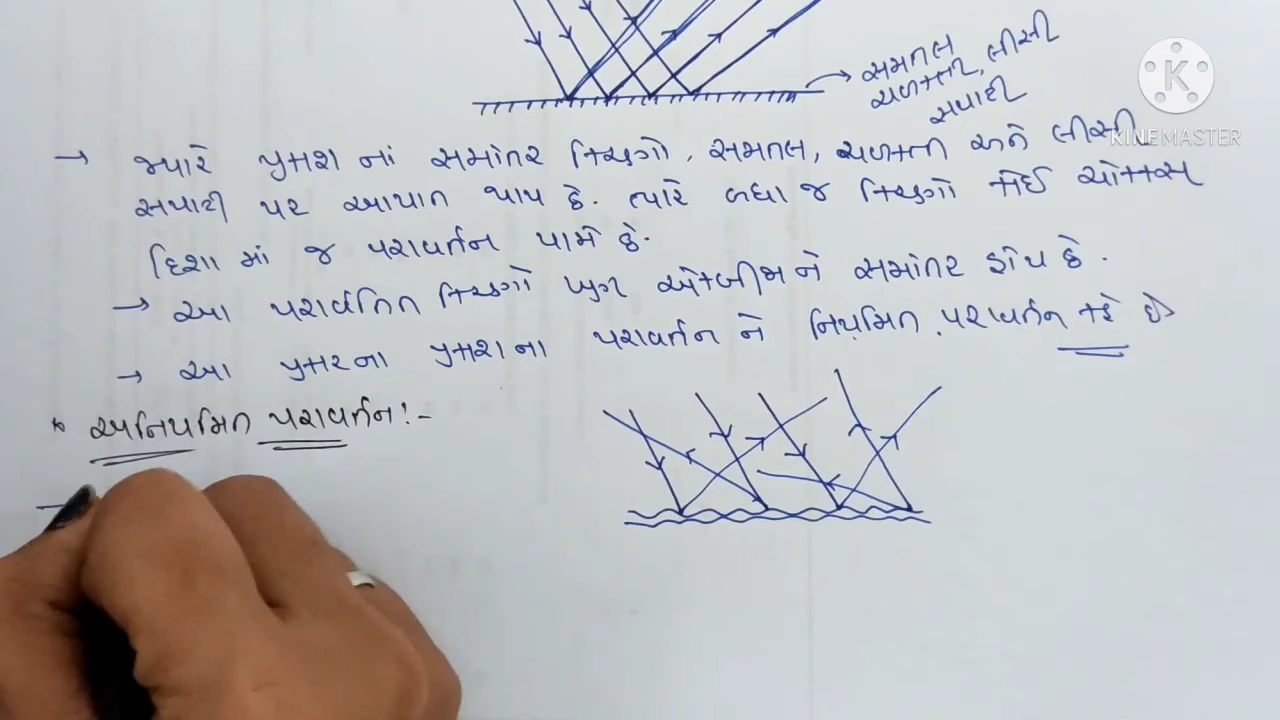 સમતલ
ચળકતી, લીસી
સપાટી
KINEMASTER
→ જ્યારે પ્રકાશ નાં સમાંતર કિરણો, સમતલ, ચળકતી અને લીસી
સપાટી પર આપાત થાય છે. ત્યારે બધા જ કિરણો કોઈ ચોક્કસ
દિશા માં જ પરાવર્તન પામે છે.
→ આ પરાવર્તિત કિરણો પણ એકબીજા ને સમાંતર હોય છે.
→ આ પ્રકારના પ્રકાશ ના પરાવર્તન ને નિયમિત પરાવર્તન કહે છે
* અનિયમિત પરાવર્તન:-